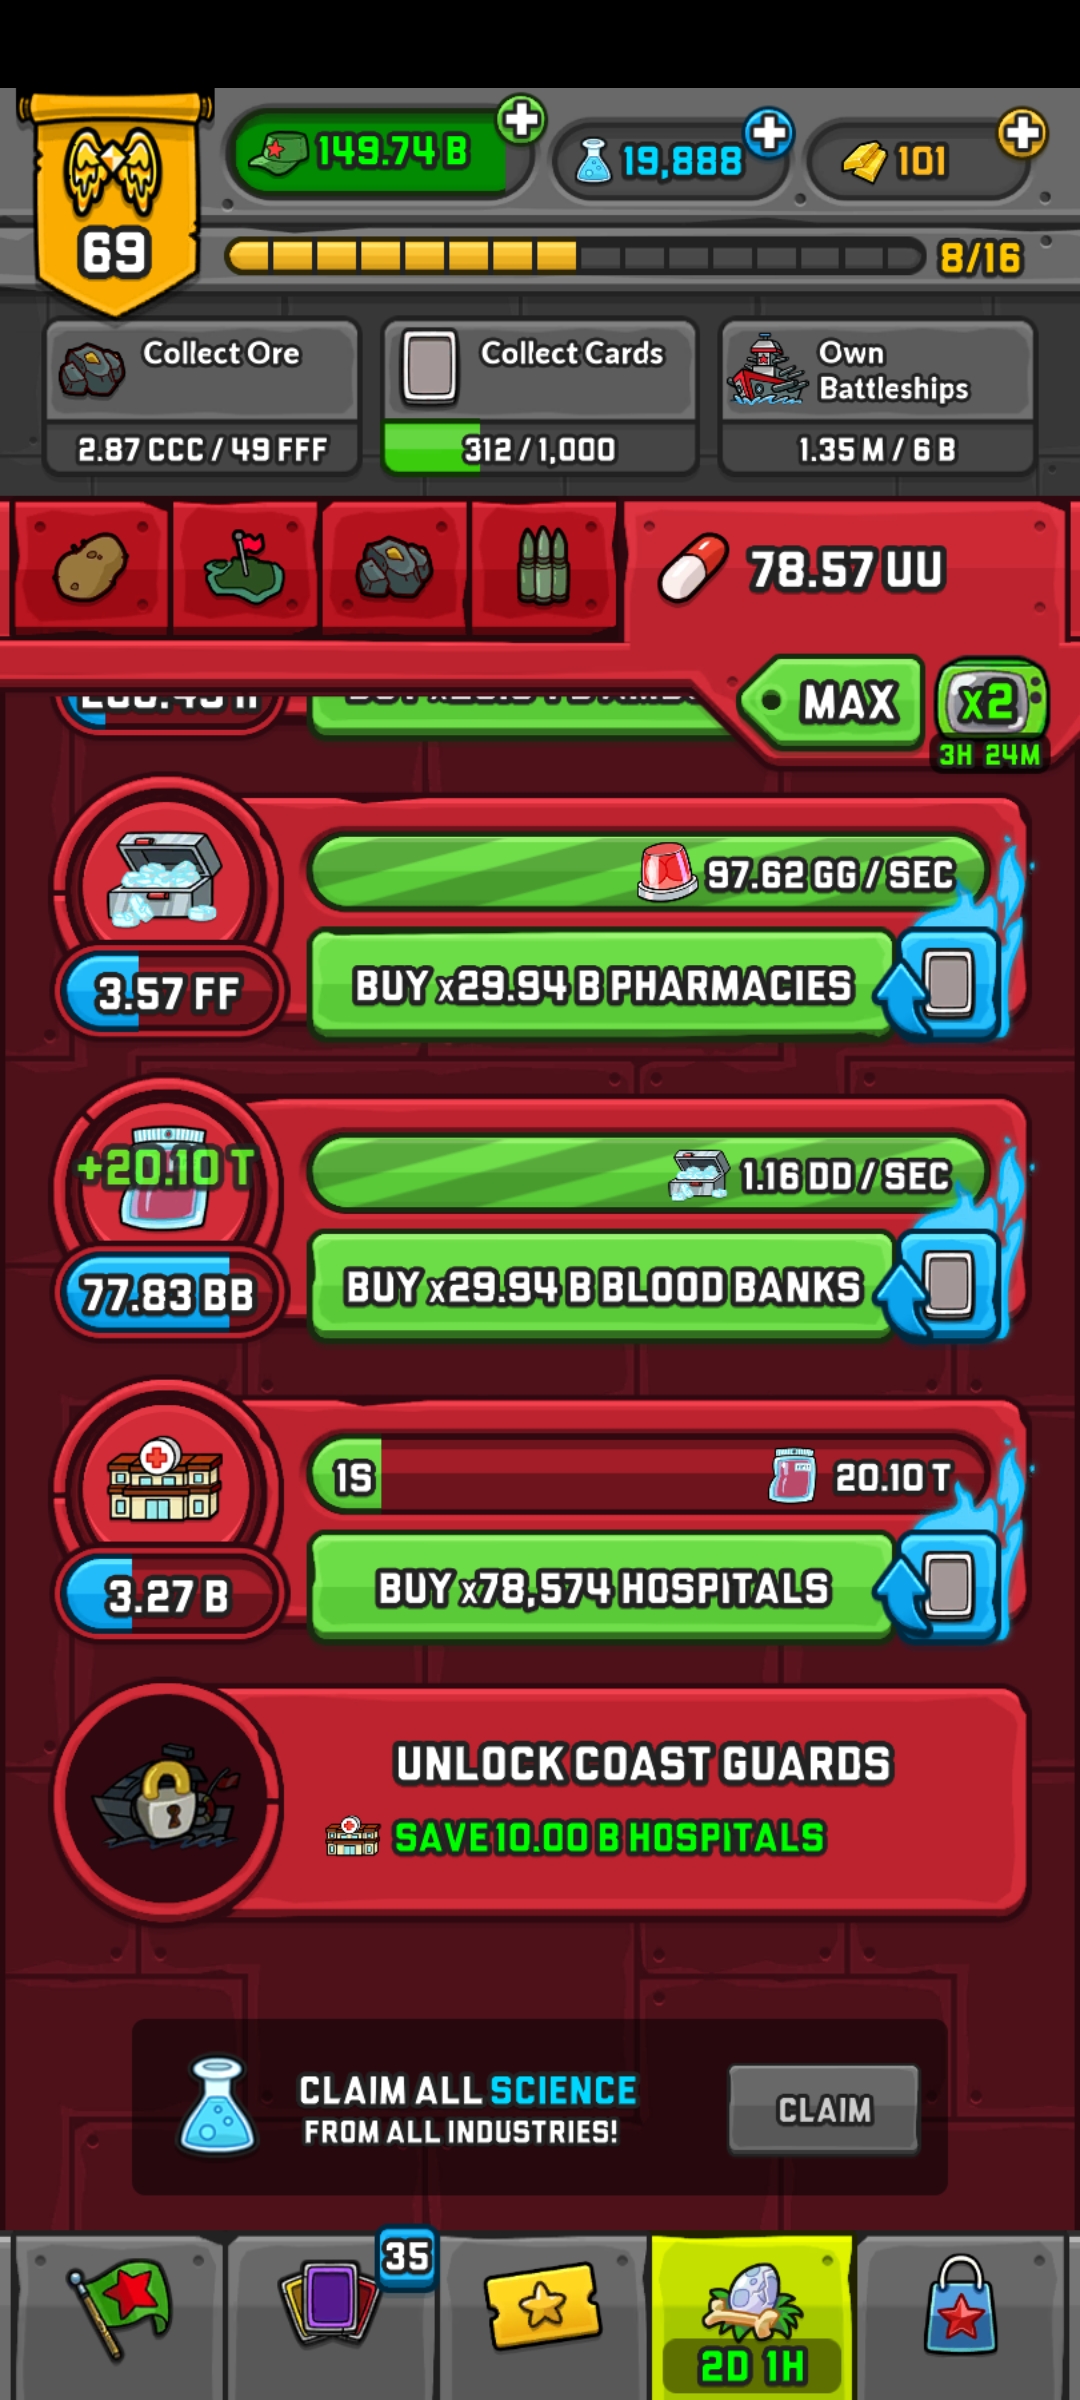 149.74 B
19,888
101
69
8/16
Collect Ore
2.87 CCC / 49 FFF
Collect Cards
312 / 1,000
Own
Battleships
1.35 M / 6 B
78.57 UU
MAX
x2
3H 24M
97.62 GG / SEC
3.57 FF
BUY x29.94 B PHARMACIES
+20.10 T
1.16 DD / SEC
77.83 BB
BUY x29.94 B BLOOD BANKS
1S
20.10 T
3.27 B
BUY x78,574 HOSPITALS
UNLOCK COAST GUARDS
SAVE 10.00 B HOSPITALS
CLAIM ALL SCIENCE
FROM ALL INDUSTRIES!
CLAIM
35
2D 1H